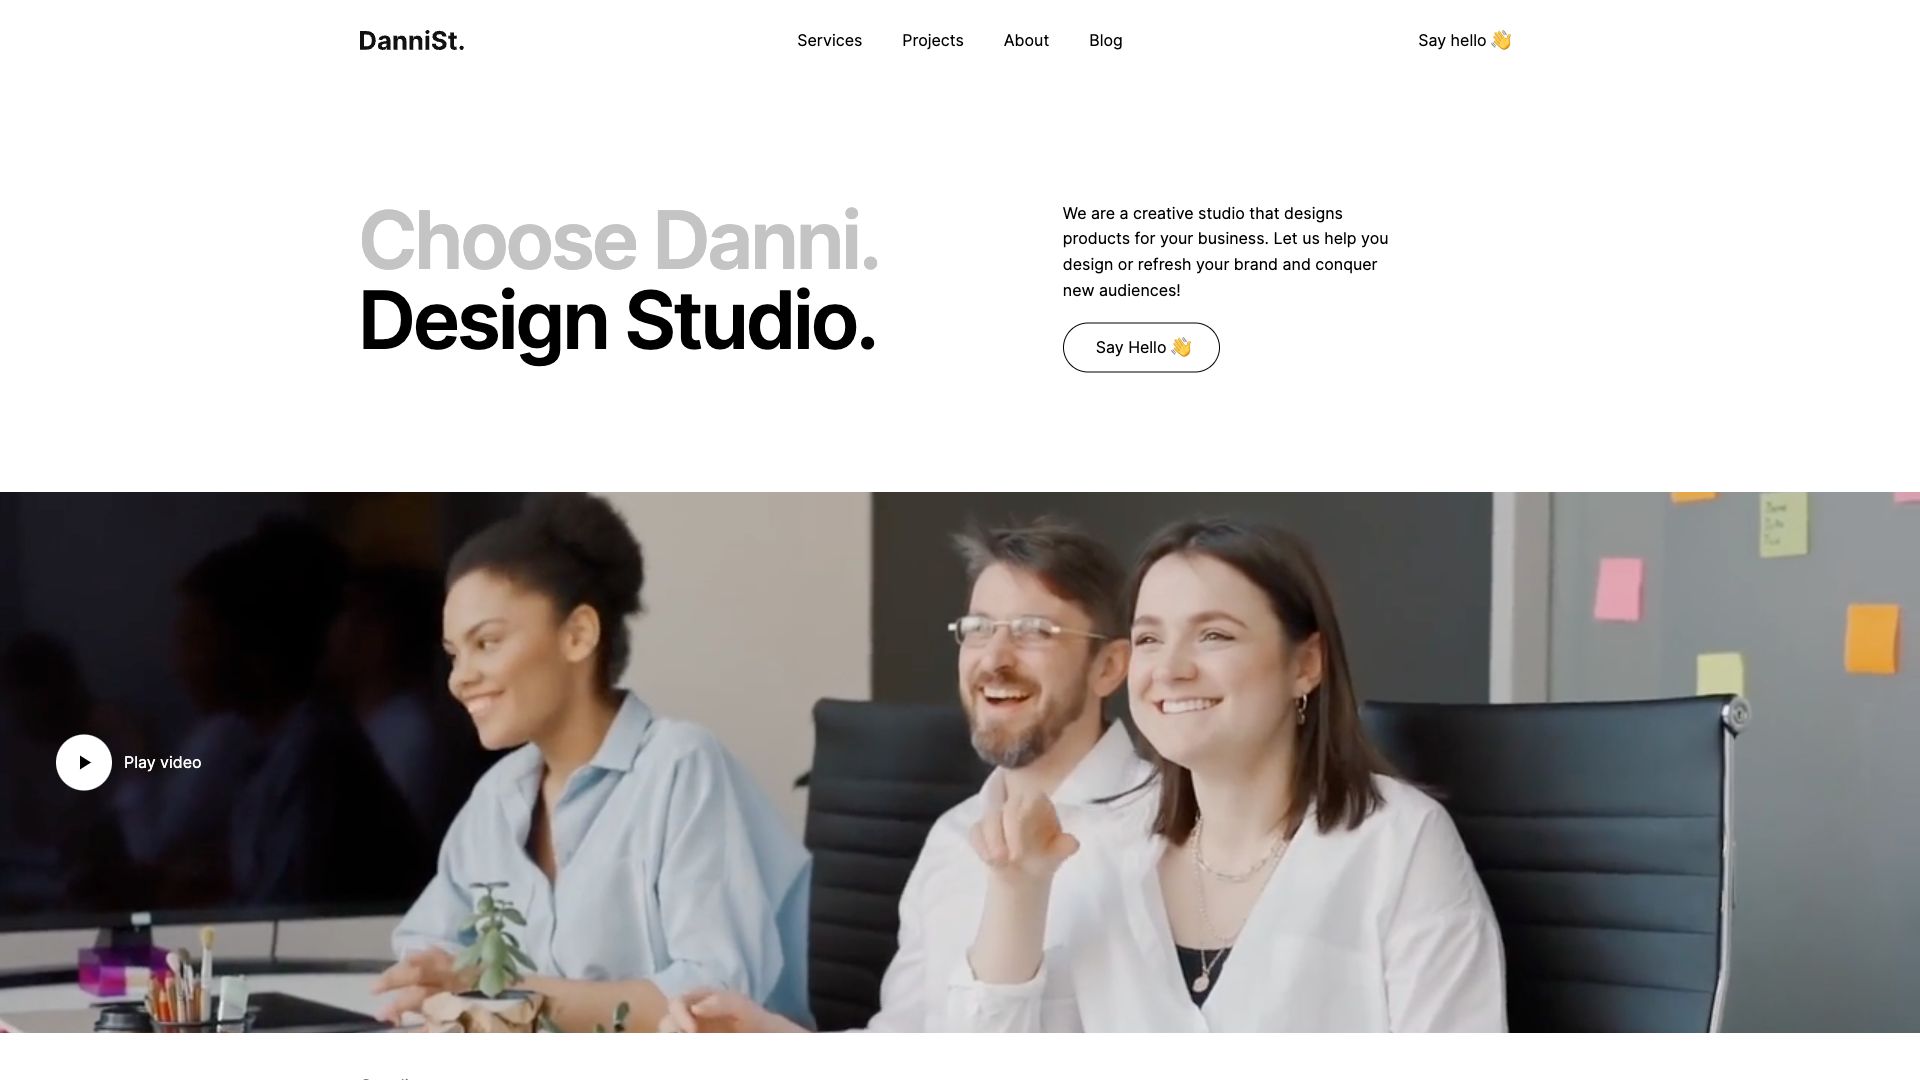 DanniSt.
Services
Projects
About
Blog
Say hello 👋
Choose Danni.
Design Studio.
We are a creative studio that designs
products for your business. Let us help you
design or refresh your brand and conquer
new audiences!
Say Hello 👋
Play video